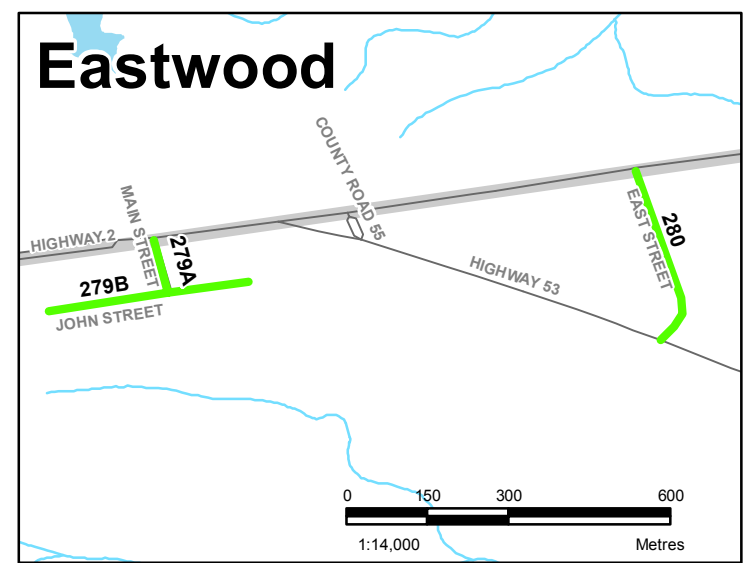 Eastwood
COUNTY ROAD 55
MAIN STREET
HIGHWAY 2
279A
279B
JOHN STREET
EAST STREET
280
HIGHWAY 53
0 150 300 600
1:14,000 Metres